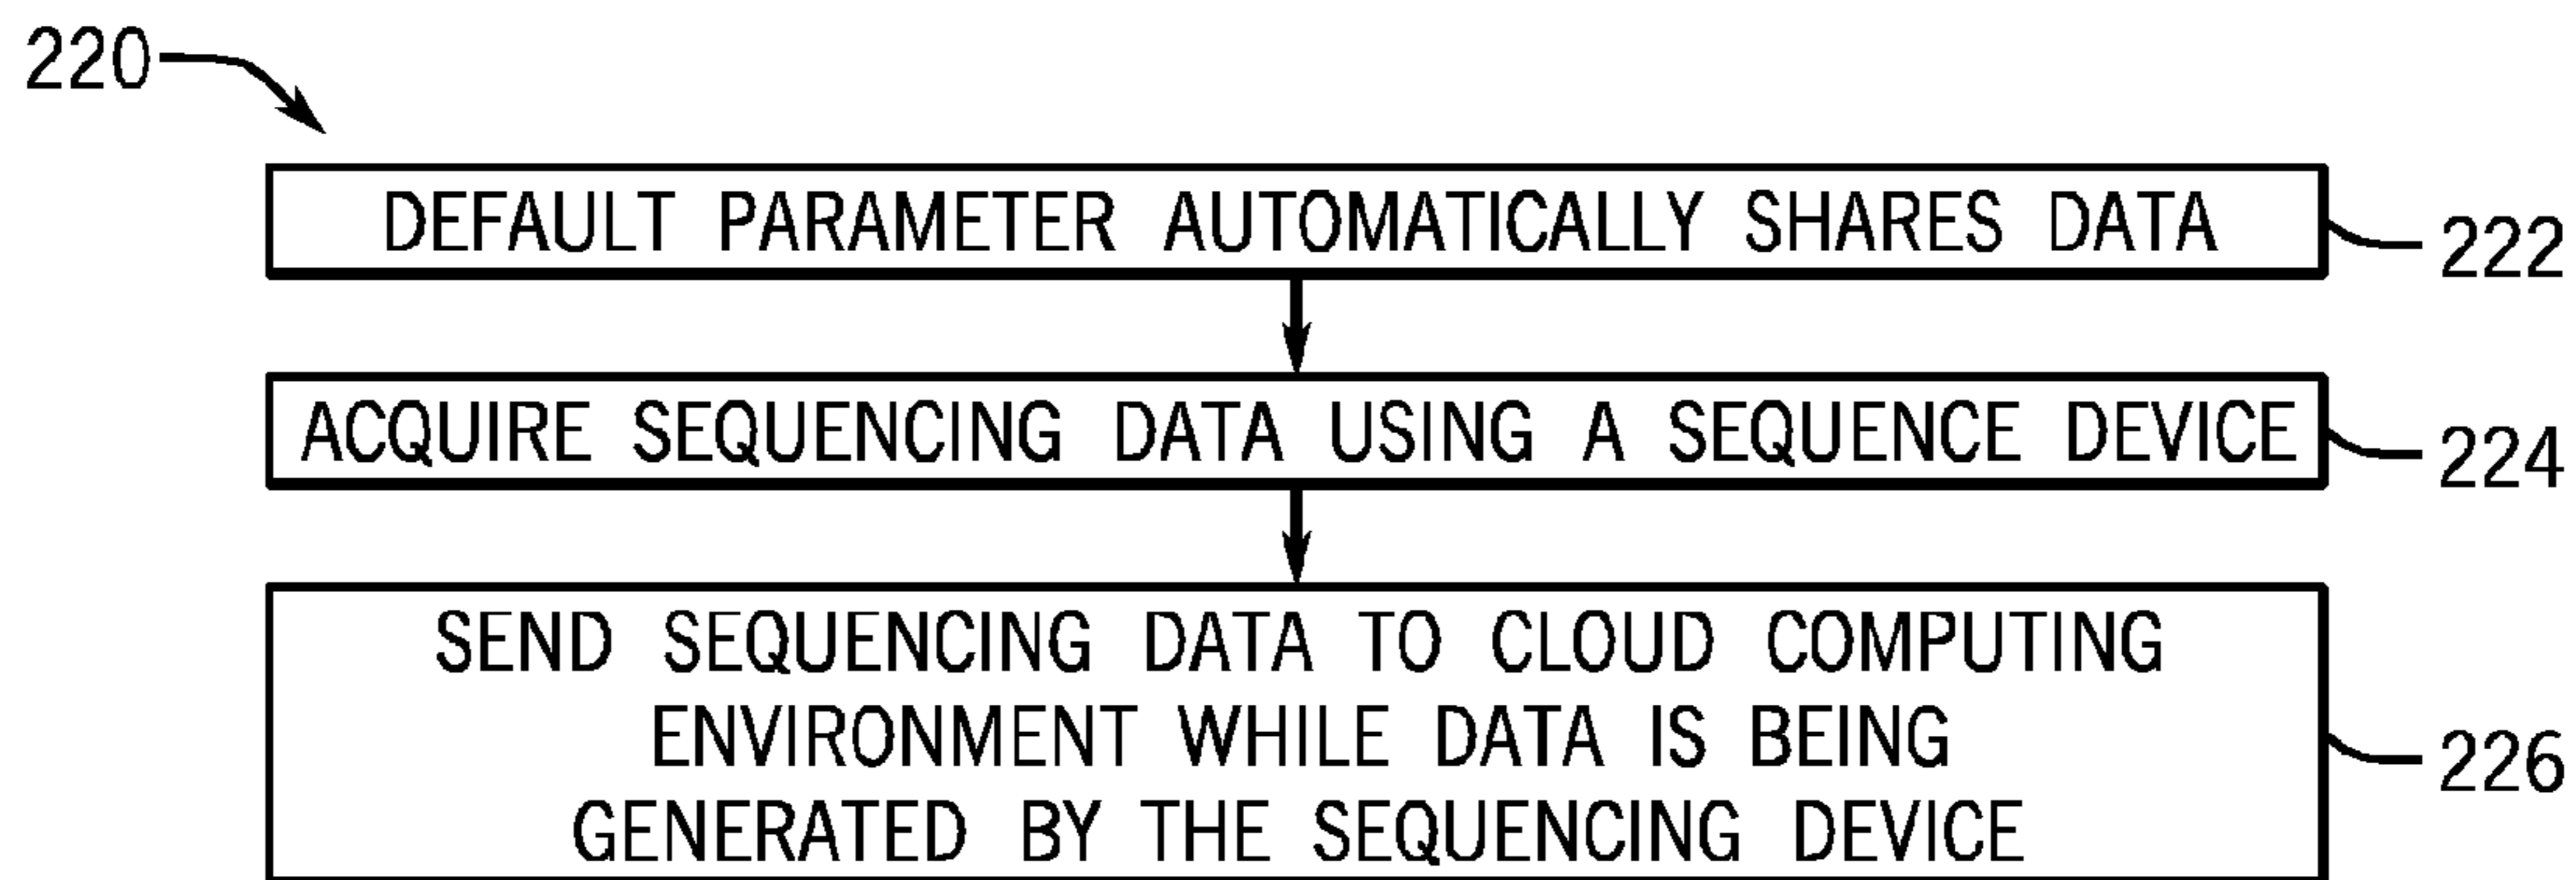 220
DEFAULT PARAMETER AUTOMATICALLY SHARES DATA
222
ACQUIRE SEQUENCING DATA USING A SEQUENCE DEVICE
224
SEND SEQUENCING DATA TO CLOUD COMPUTING
ENVIRONMENT WHILE DATA IS BEING
GENERATED BY THE SEQUENCING DEVICE
226